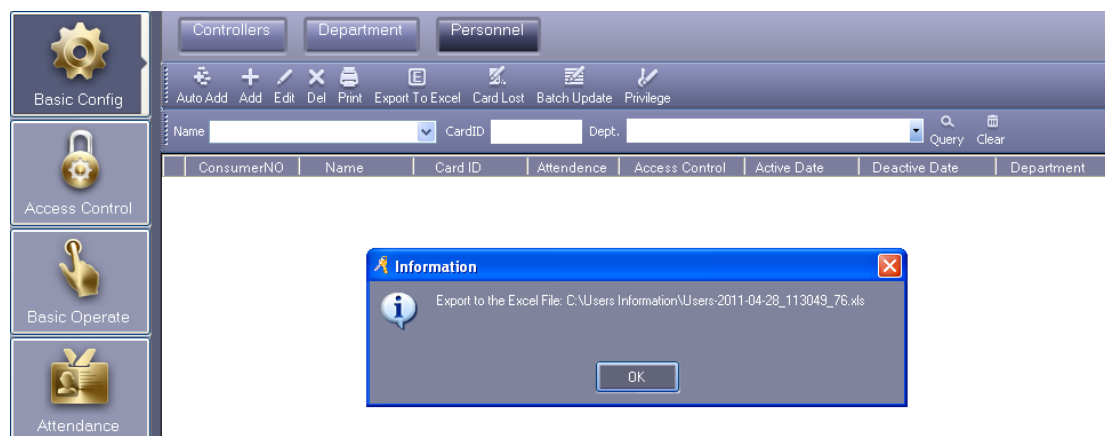 Controllers Department Personnel
Basic Config
Auto Add Add Edit Del Print Export To Excel Card Lost Batch Update Privilege
Name CardID Dept. Query Clear
ConsumerNO Name Card ID Attendence Access Control Active Date Deactive Date Department
Access Control
Information
Export to the Excel File: C:\Users Information\Users-2011-04-28_113049_76.xls
Basic Operate
OK
Attendance